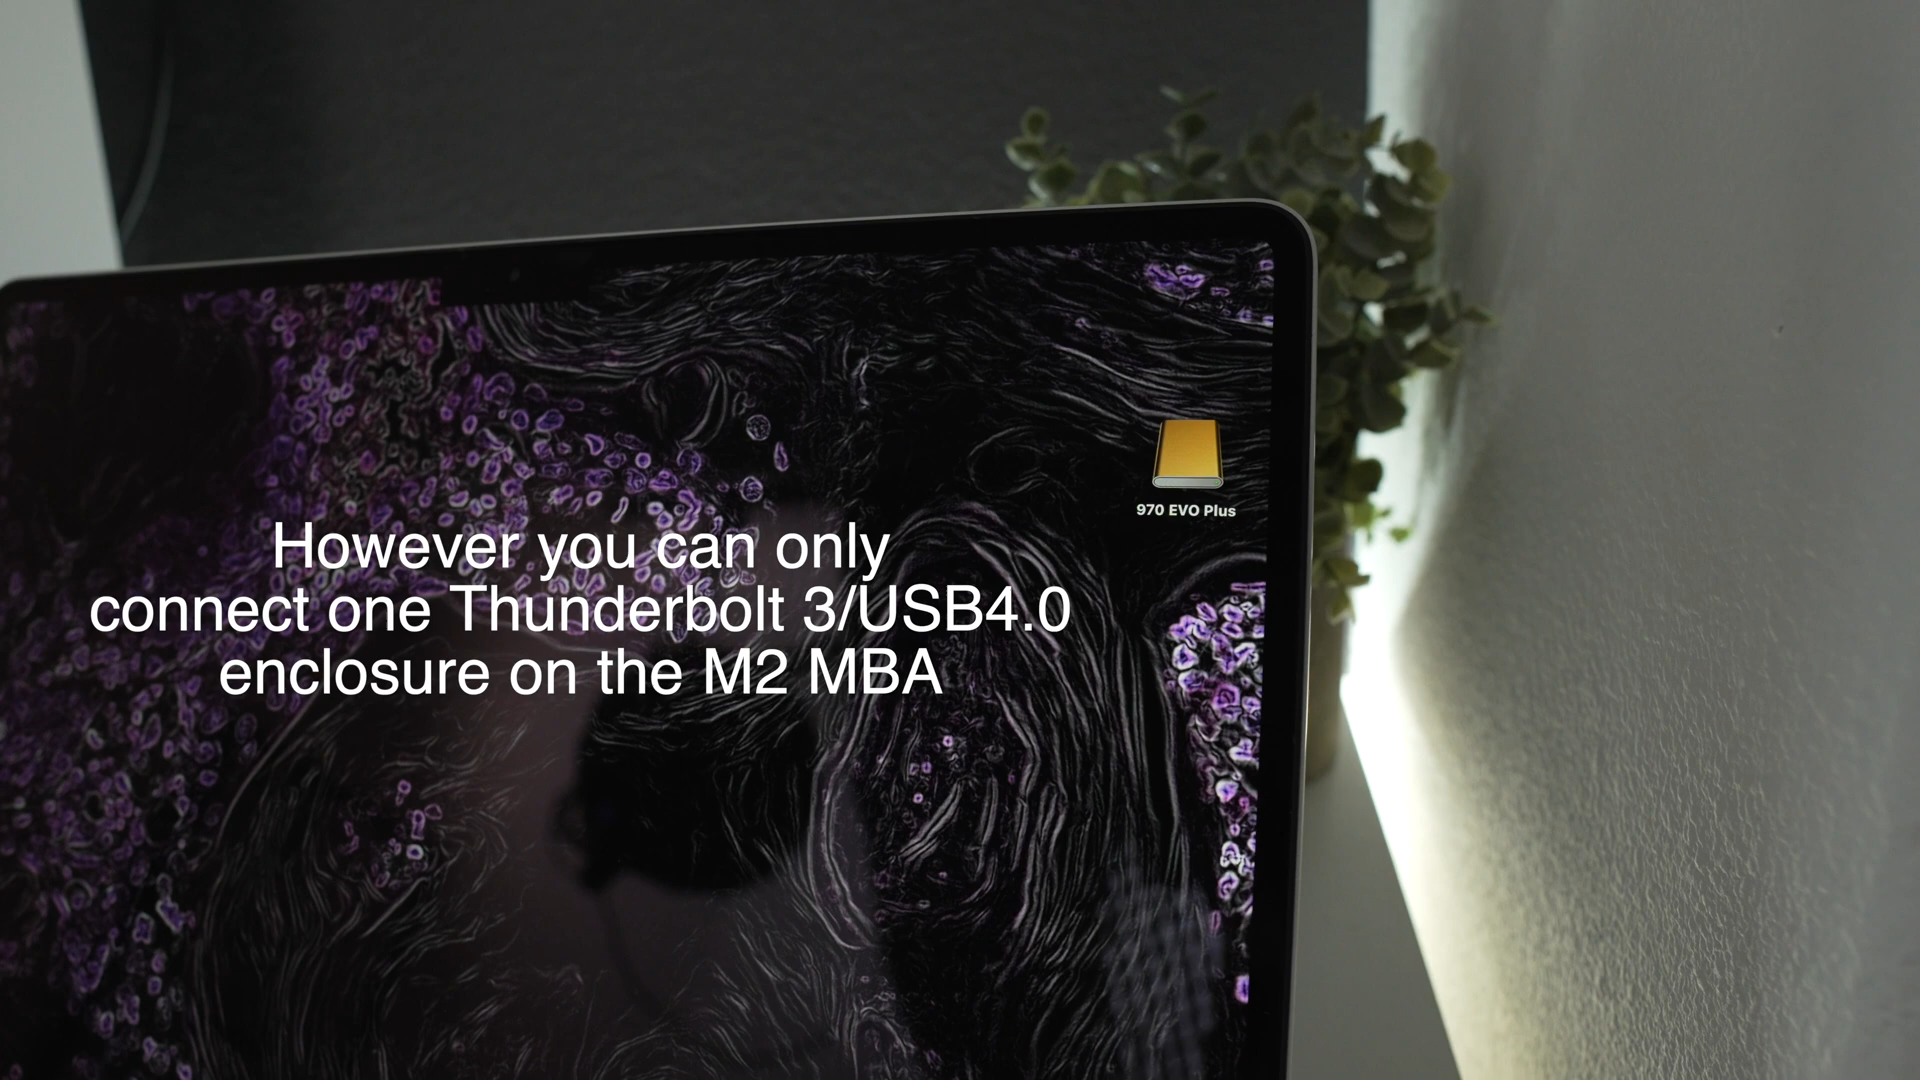 970 EVO Plus
However you can only
connect one Thunderbolt 3/USB4.0
enclosure on the M2 MBA